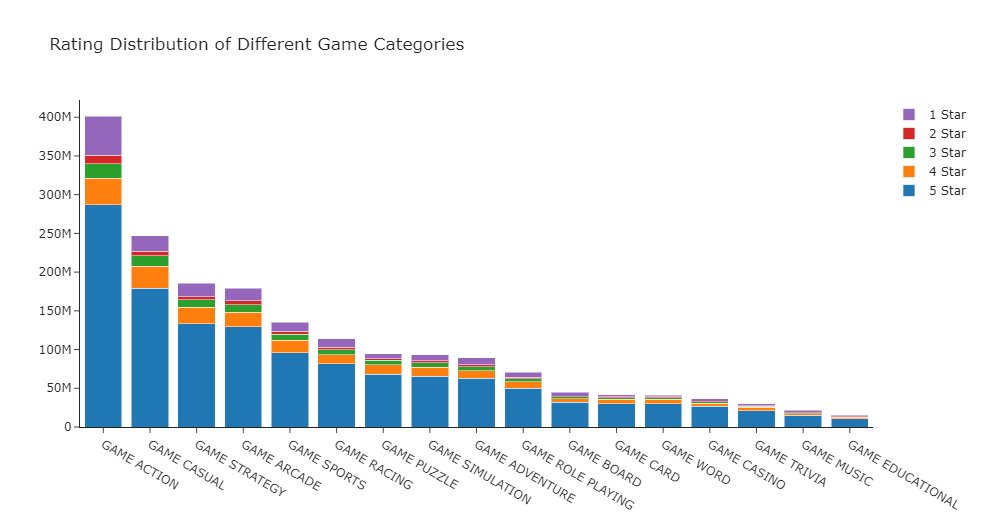 Rating Distribution of Different Game Categories
400M
350M
300M
250M
200M
150M
100M
50M
0
1 Star
2 Star
3 Star
4 Star
5 Star
GAME ACTION
GAME CASUAL
GAME STRATEGY
GAME ARCADE
GAME SPORTS
GAME RACING
GAME PUZZLE
GAME SIMULATION
GAME ADVENTURE
GAME ROLE PLAYING
GAME BOARD
GAME CARD
GAME WORD
GAME CASINO
GAME TRIVIA
GAME MUSIC
GAME EDUCATIONAL